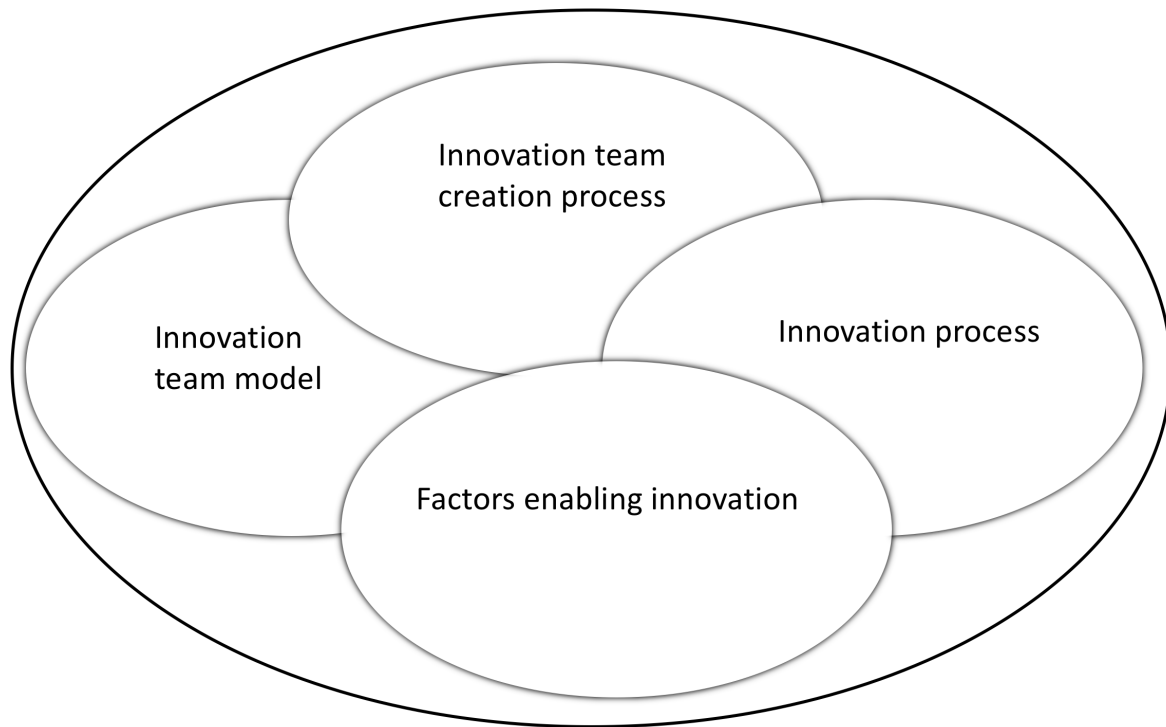 Innovation team
creation process
Innovation
team model
Innovation process
Factors enabling innovation